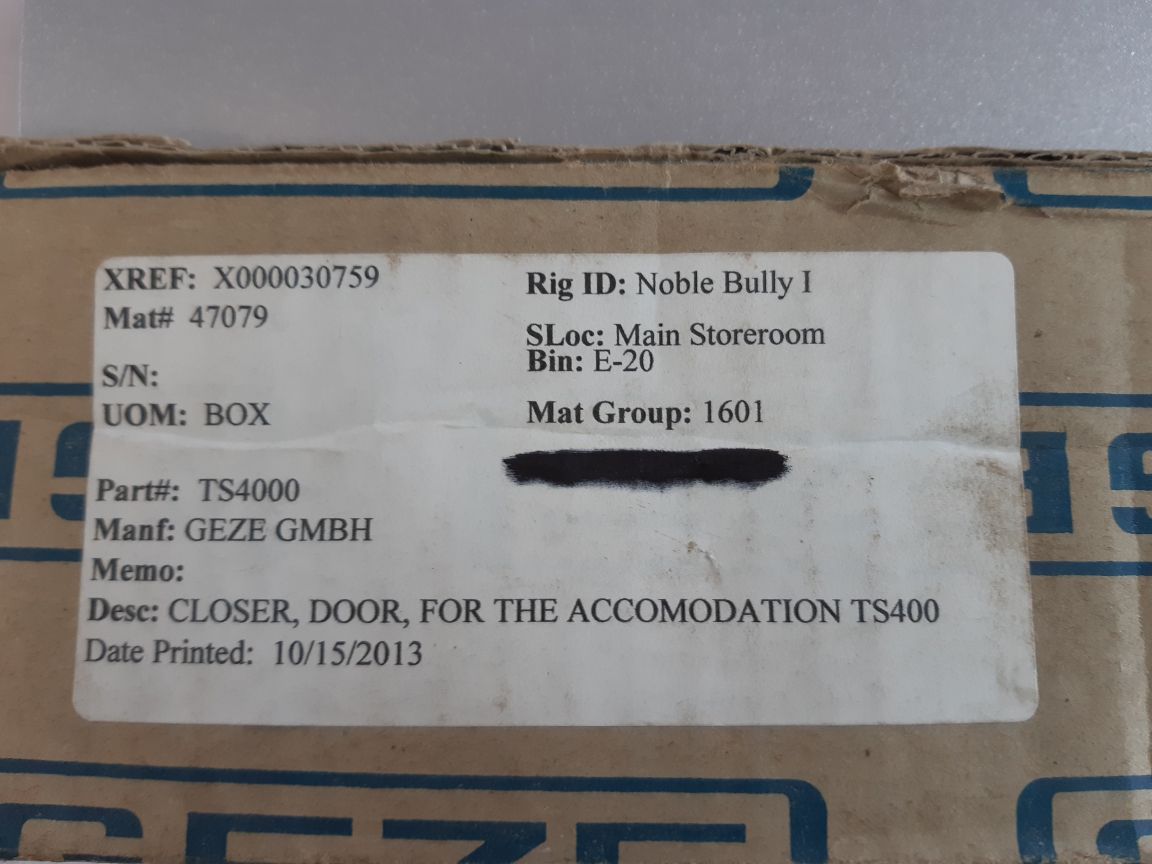 XREF: X000030759
Mat# 47079
S/N:
UOM: BOX
Part#: TS4000
Manf: GEZE GMBH
Memo:
Desc: CLOSER, DOOR, FOR THE ACCOMODATION TS400
Date Printed: 10/15/2013
Rig ID: Noble Bully I
SLoc: Main Storeroom
Bin: E-20
Mat Group: 1601
GEZE